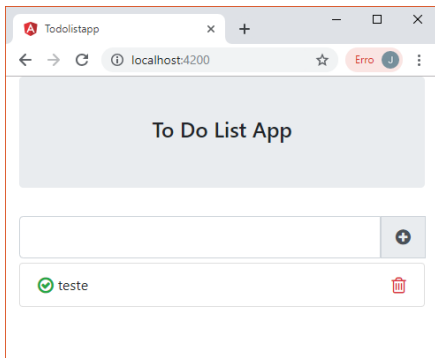 Todolistapp
localhost:4200
Erro J
To Do List App
teste